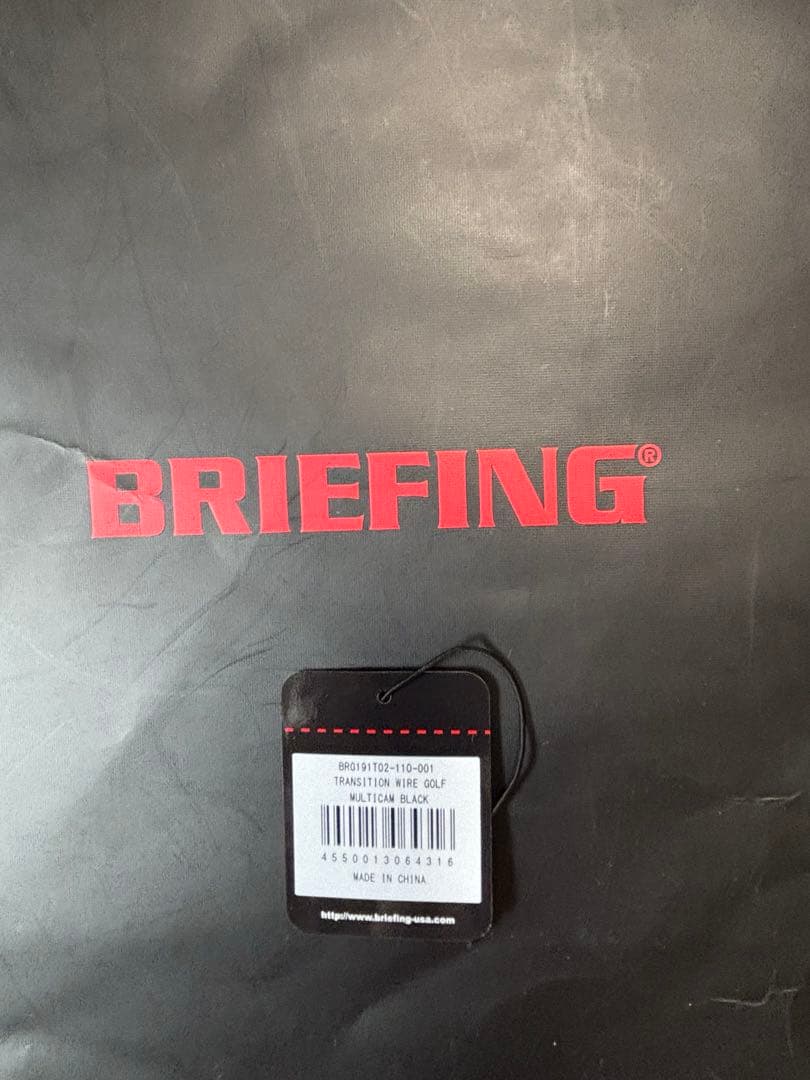 BRIEFING®
BRG191T02-110-001
TRANSITION WIRE GOLF
MULTICAM BLACK
4550013064316
MADE IN CHINA
http://www.briefing-usa.com